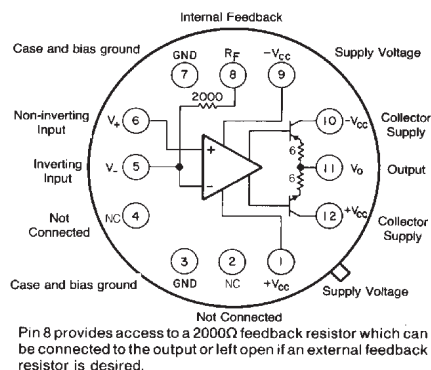 Internal Feedback
Case and bias ground
GND
7
RF
8
-Vcc
9
Supply Voltage
2000
Non-inverting
Input
V+
6
+
10
-Vcc
Collector
Supply
6
Inverting
Input
V-
5
−
6
11
Vo
Output
Not
Connected
NC
4
12
+Vcc
Collector
Supply
Case and bias ground
3
GND
2
NC
1
+Vcc
Supply Voltage
Not Connected
Pin 8 provides access to a 2000Ω feedback resistor which can
be connected to the output or left open if an external feedback
resistor is desired.